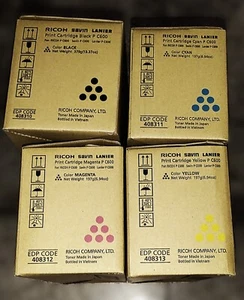 RICOH SAVIN LANIER
Print Cartridge Black P C600
Color: BLACK
EDP CODE
408310
RICOH COMPANY, LTD.
Toner Made in Japan
Bottled in Vietnam
RICOH SAVIN LANIER
Print Cartridge Cyan P C600
Color: CYAN
EDP CODE
408311
RICOH COMPANY, LTD.
Toner Made in Japan
Bottled in Vietnam
RICOH SAVIN LANIER
Print Cartridge Magenta P C600
Color: MAGENTA
EDP CODE
408312
RICOH COMPANY, LTD.
Toner Made in Japan
Bottled in Vietnam
RICOH SAVIN LANIER
Print Cartridge Yellow P C600
Color: YELLOW
EDP CODE
408313
RICOH COMPANY, LTD.
Toner Made in Japan
Bottled in Vietnam